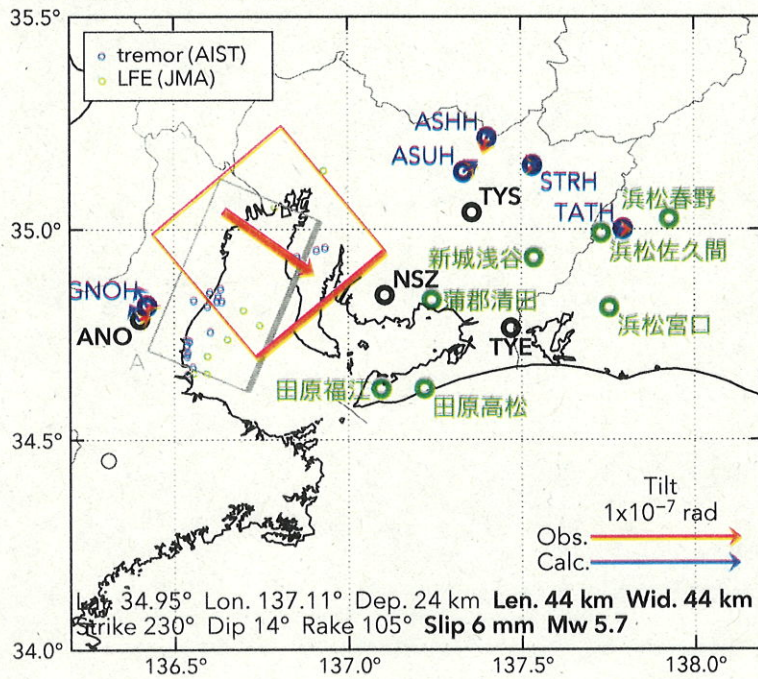 35.5°
tremor (AIST)
LFE (JMA)
ASHH
ASUH
STRH
TYS
TATH
浜松春野
35.0°
浜松佐久間
新城浅谷
GNOH
NSZ
蒲郡清田
ANO
浜松宮口
TYE
A
田原福江
田原高松
34.5°
Tilt
1x10⁻⁷ rad
Obs.
Calc.
34.95° Lon. 137.11° Dep. 24 km Len. 44 km Wid. 44 km
Strike 230° Dip 14° Rake 105° Slip 6 mm Mw 5.7
34.0°
136.5° 137.0° 137.5° 138.0°